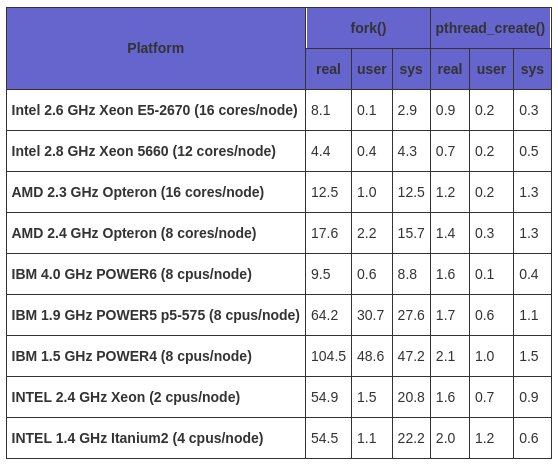 Platform fork() pthread_create()
real user sys real user sys
Intel 2.6 GHz Xeon E5-2670 (16 cores/node) 8.1 0.1 2.9 0.9 0.2 0.3
Intel 2.8 GHz Xeon 5660 (12 cores/node) 4.4 0.4 4.3 0.7 0.2 0.5
AMD 2.3 GHz Opteron (16 cores/node) 12.5 1.0 12.5 1.2 0.2 1.3
AMD 2.4 GHz Opteron (8 cores/node) 17.6 2.2 15.7 1.4 0.3 1.3
IBM 4.0 GHz POWER6 (8 cpus/node) 9.5 0.6 8.8 1.6 0.1 0.4
IBM 1.9 GHz POWER5 p5-575 (8 cpus/node) 64.2 30.7 27.6 1.7 0.6 1.1
IBM 1.5 GHz POWER4 (8 cpus/node) 104.5 48.6 47.2 2.1 1.0 1.5
INTEL 2.4 GHz Xeon (2 cpus/node) 54.9 1.5 20.8 1.6 0.7 0.9
INTEL 1.4 GHz Itanium2 (4 cpus/node) 54.5 1.1 22.2 2.0 1.2 0.6